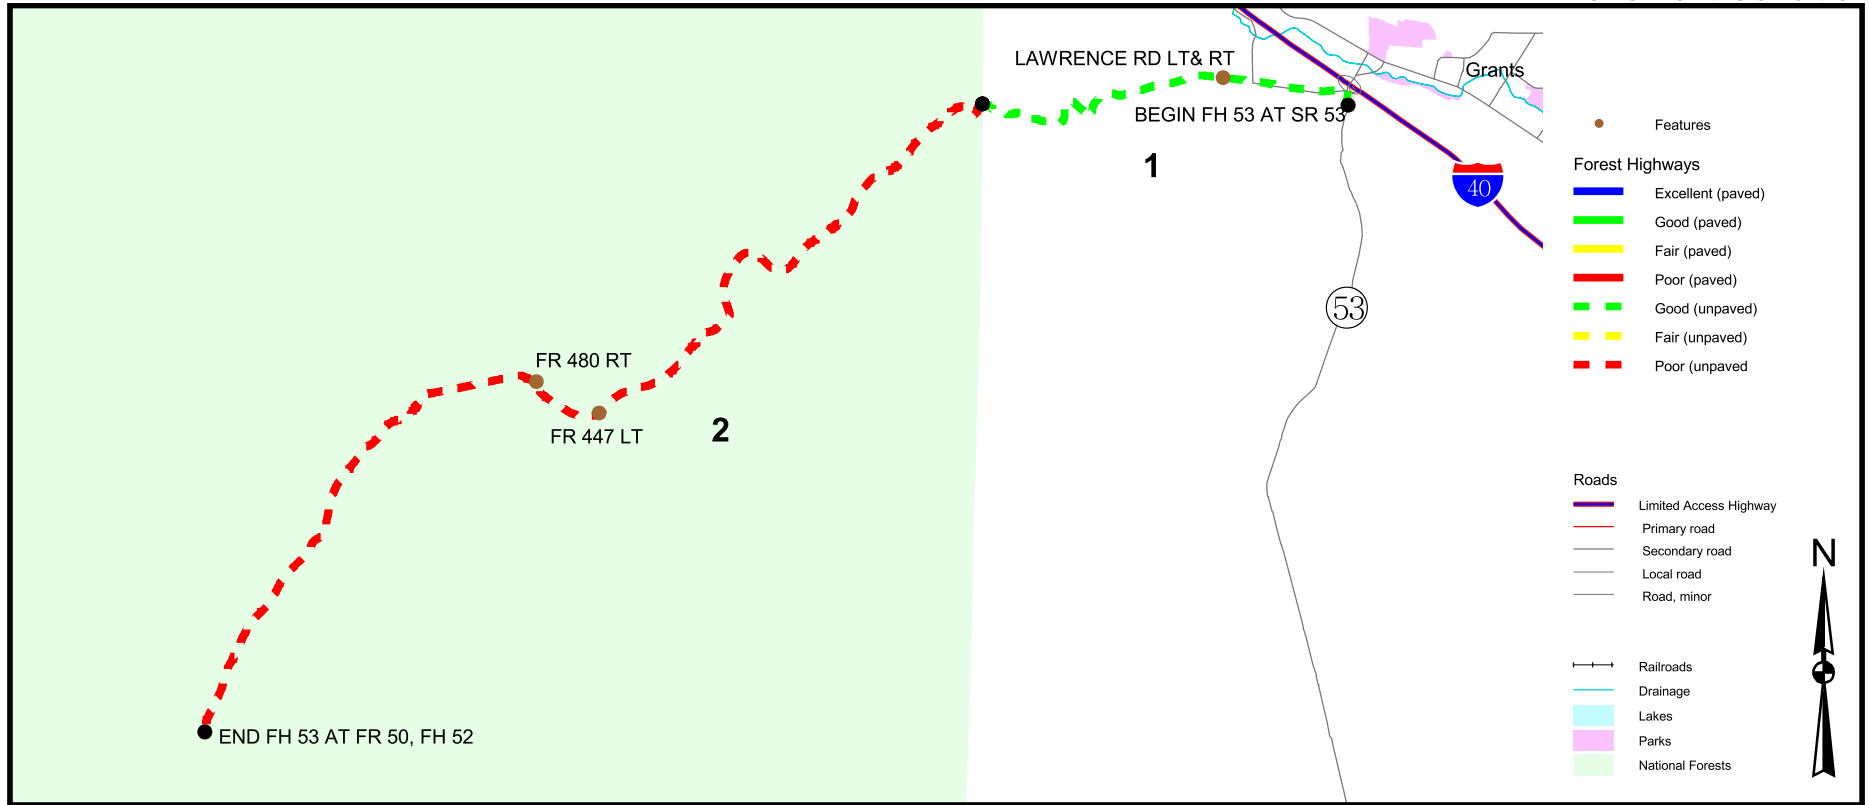 LAWRENCE RD LT& RT
Grants
BEGIN FH 53 AT SR 53
1
40
53
FR 480 RT
FR 447 LT
2
END FH 53 AT FR 50, FH 52
Features
Forest Highways
Excellent (paved)
Good (paved)
Fair (paved)
Poor (paved)
Good (unpaved)
Fair (unpaved)
Poor (unpaved
Roads
Limited Access Highway
Primary road
Secondary road
Local road
Road, minor
N
Railroads
Drainage
Lakes
Parks
National Forests